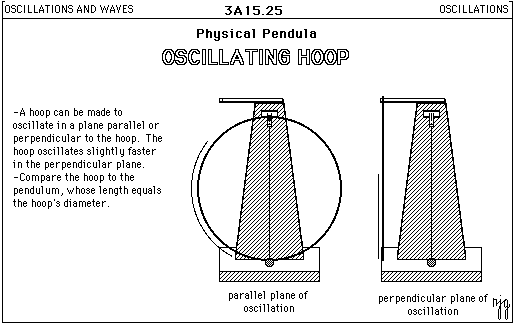 OSCILLATIONS AND WAVES
3A15.25
OSCILLATIONS
Physical Pendula
OSCILLATING HOOP
-A hoop can be made to
oscillate in a plane parallel or
perpendicular to the hoop. The
hoop oscillates slightly faster
in the perpendicular plane.
-Compare the hoop to the
pendulum, whose length equals
the hoop's diameter.
parallel plane of
oscillation
perpendicular plane of
oscillation